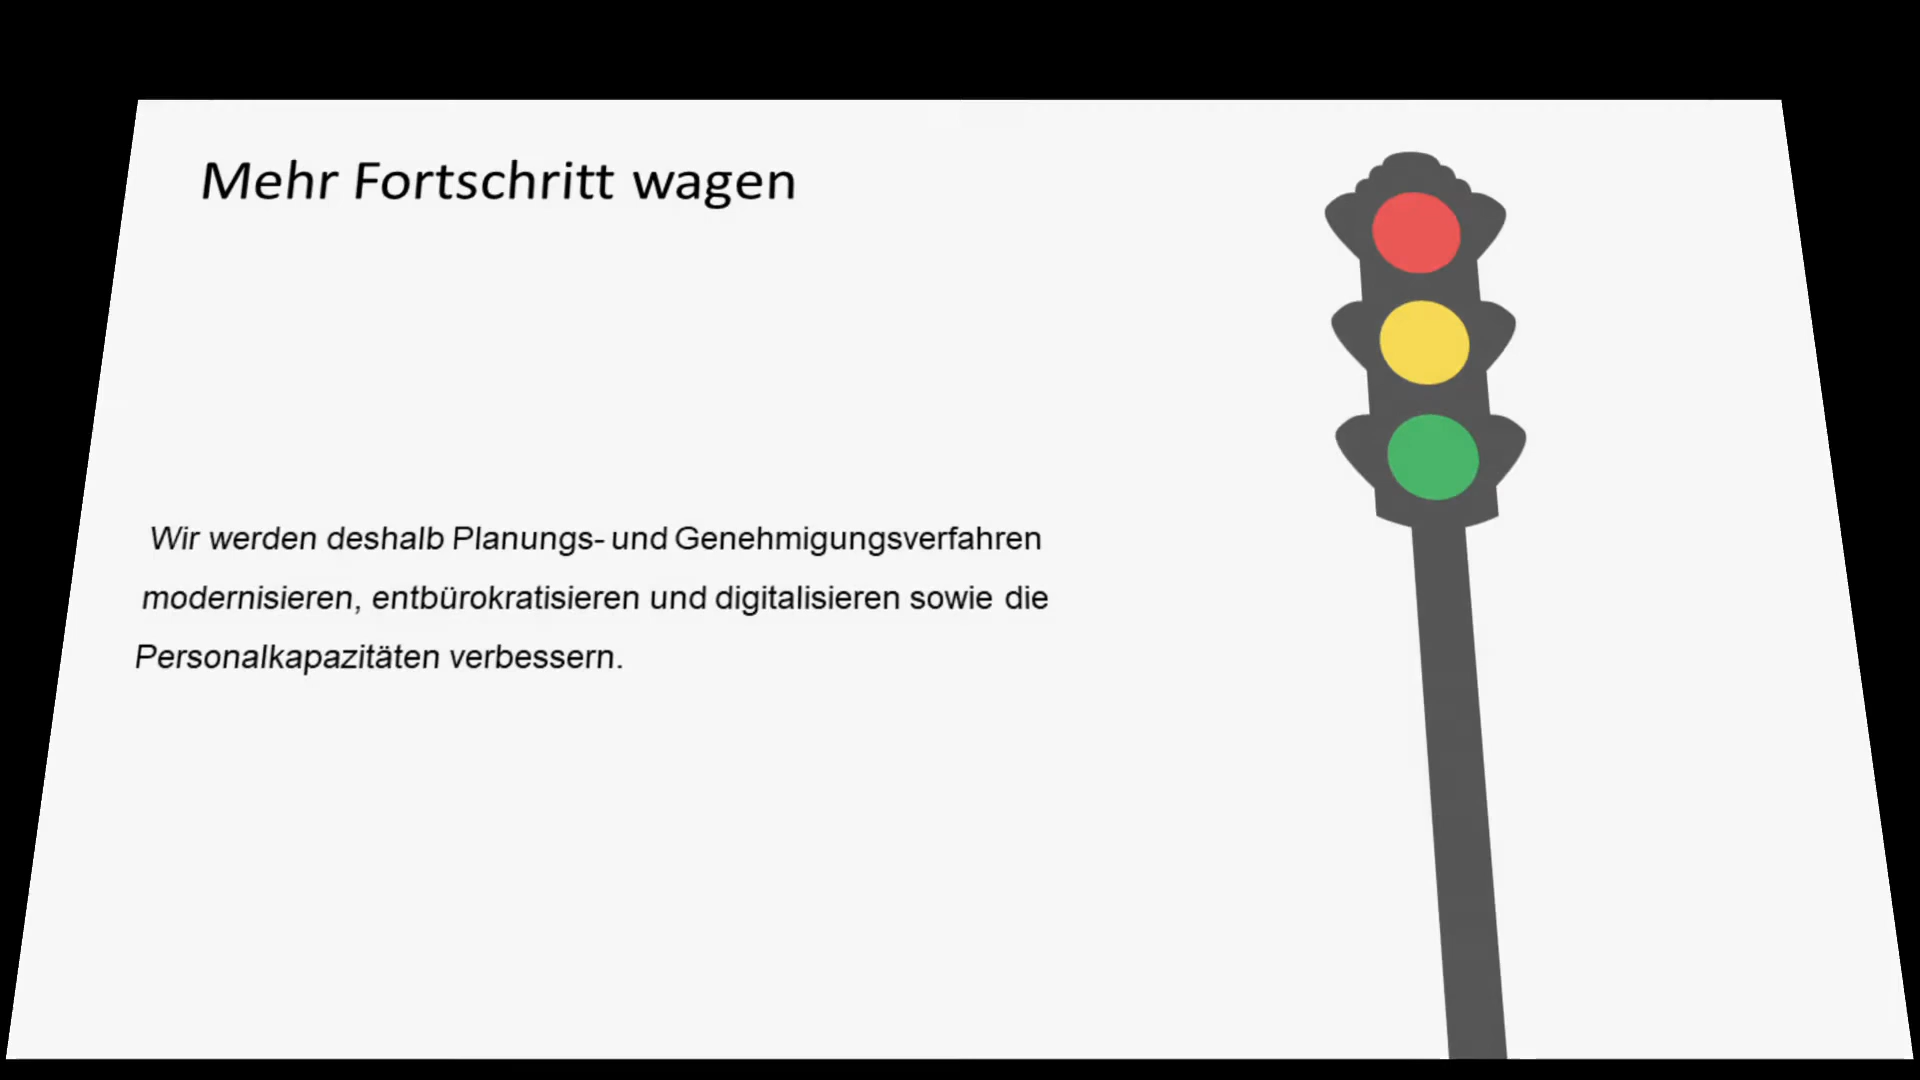 Mehr Fortschritt wagen
Wir werden deshalb Planungs- und Genehmigungsverfahren
modernisieren, entbürokratisieren und digitalisieren sowie die
Personalkapazitäten verbessern.